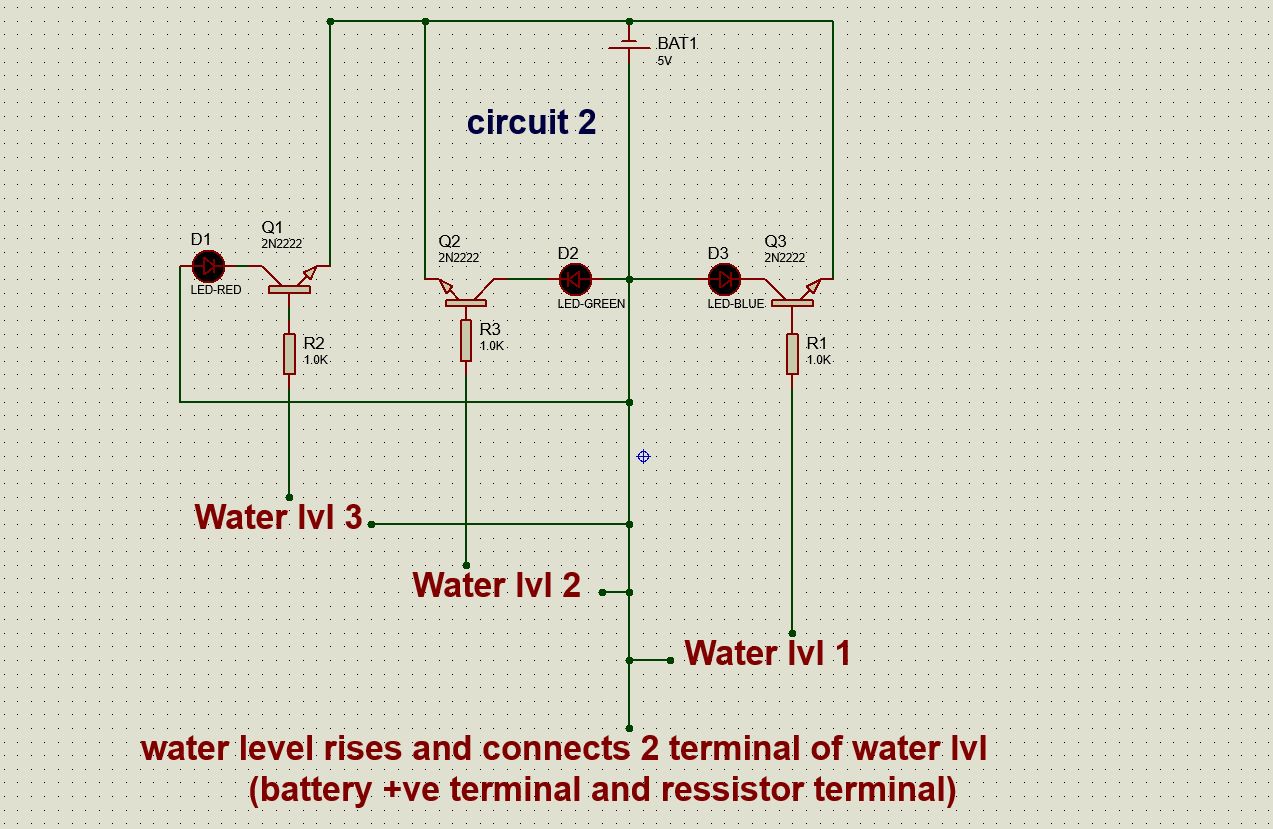 BAT1
5V
circuit 2
D1
LED-RED
Q1
2N2222
Q2
2N2222
D2
LED-GREEN
D3
LED-BLUE
Q3
2N2222
R2
1.0K
R3
1.0K
R1
1.0K
Water lvl 3
Water lvl 2
Water lvl 1
water level rises and connects 2 terminal of water lvl
(battery +ve terminal and ressistor terminal)